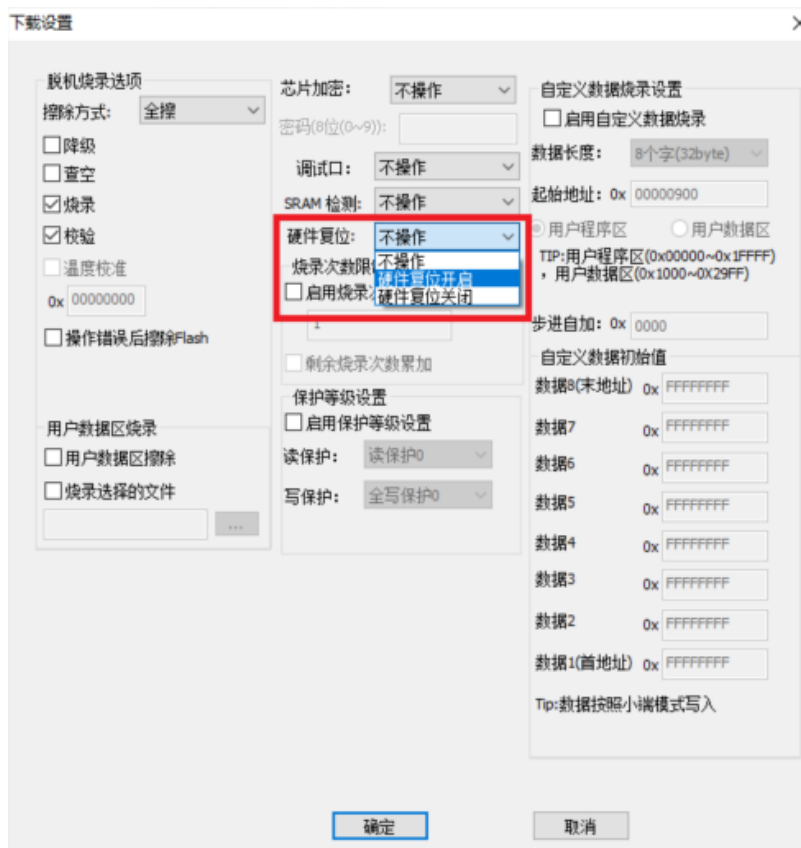 下载设置
脱机烧录选项
擦除方式: 全擦
降级
查空
烧录
校验
温度校准
0x 00000000
操作错误后擦除Flash
用户数据区烧录
用户数据区擦除
烧录选择的文件
...
芯片加密: 不操作
密码(8位(0~9)):
调试口: 不操作
SRAM 检测: 不操作
硬件复位: 不操作
不操作
硬件复位开启
硬件复位关闭
烧录次数限
启用烧录
1
剩余烧录次数累加
保护等级设置
启用保护等级设置
读保护: 读保护0
写保护: 全写保护0
自定义数据烧录设置
启用自定义数据烧录
数据长度: 8个字(32byte)
起始地址: 0x 00000900
用户程序区 用户数据区
TIP:用户程序区(0x00000~0x1FFFF)
，用户数据区(0x1000~0X29FF)
步进自加: 0x 0000
自定义数据初始值
数据8(末地址) 0x FFFFFFFF
数据7 0x FFFFFFFF
数据6 0x FFFFFFFF
数据5 0x FFFFFFFF
数据4 0x FFFFFFFF
数据3 0x FFFFFFFF
数据2 0x FFFFFFFF
数据1(首地址) 0x FFFFFFFF
Tip:数据按照小端模式写入
确定
取消